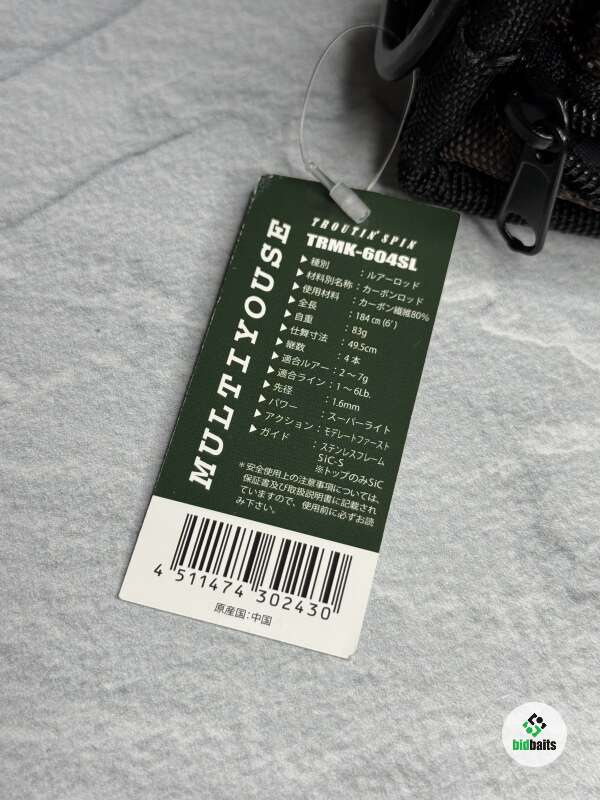 TROUTIN' SPIN
TRMK-604SL
MULTIYOUSE
▶ 種別 : ルアーロッド
▶ 材料別名称 : カーボンロッド
▶ 使用材料 : カーボン繊維80%
▶ 全長 : 184㎝(6')
▶ 自重 : 83g
▶ 仕舞寸法 : 49.5cm
▶ 継数 : 4本
▶ 適合ルアー : 2〜7g
▶ 適合ライン : 1〜6Lb.
▶ 先径 : 1.6mm
▶ パワー : スーパーライト
▶ アクション : モデレートファースト
▶ ガイド : ステンレスフレーム
SiC-S
※トップのみSiC
＊安全使用上の注意事項については、
保証書及び取扱説明書に記載され
ていますので、使用前に必ずお読
み下さい。
4 511474 302430
原産国:中国
bidbaits